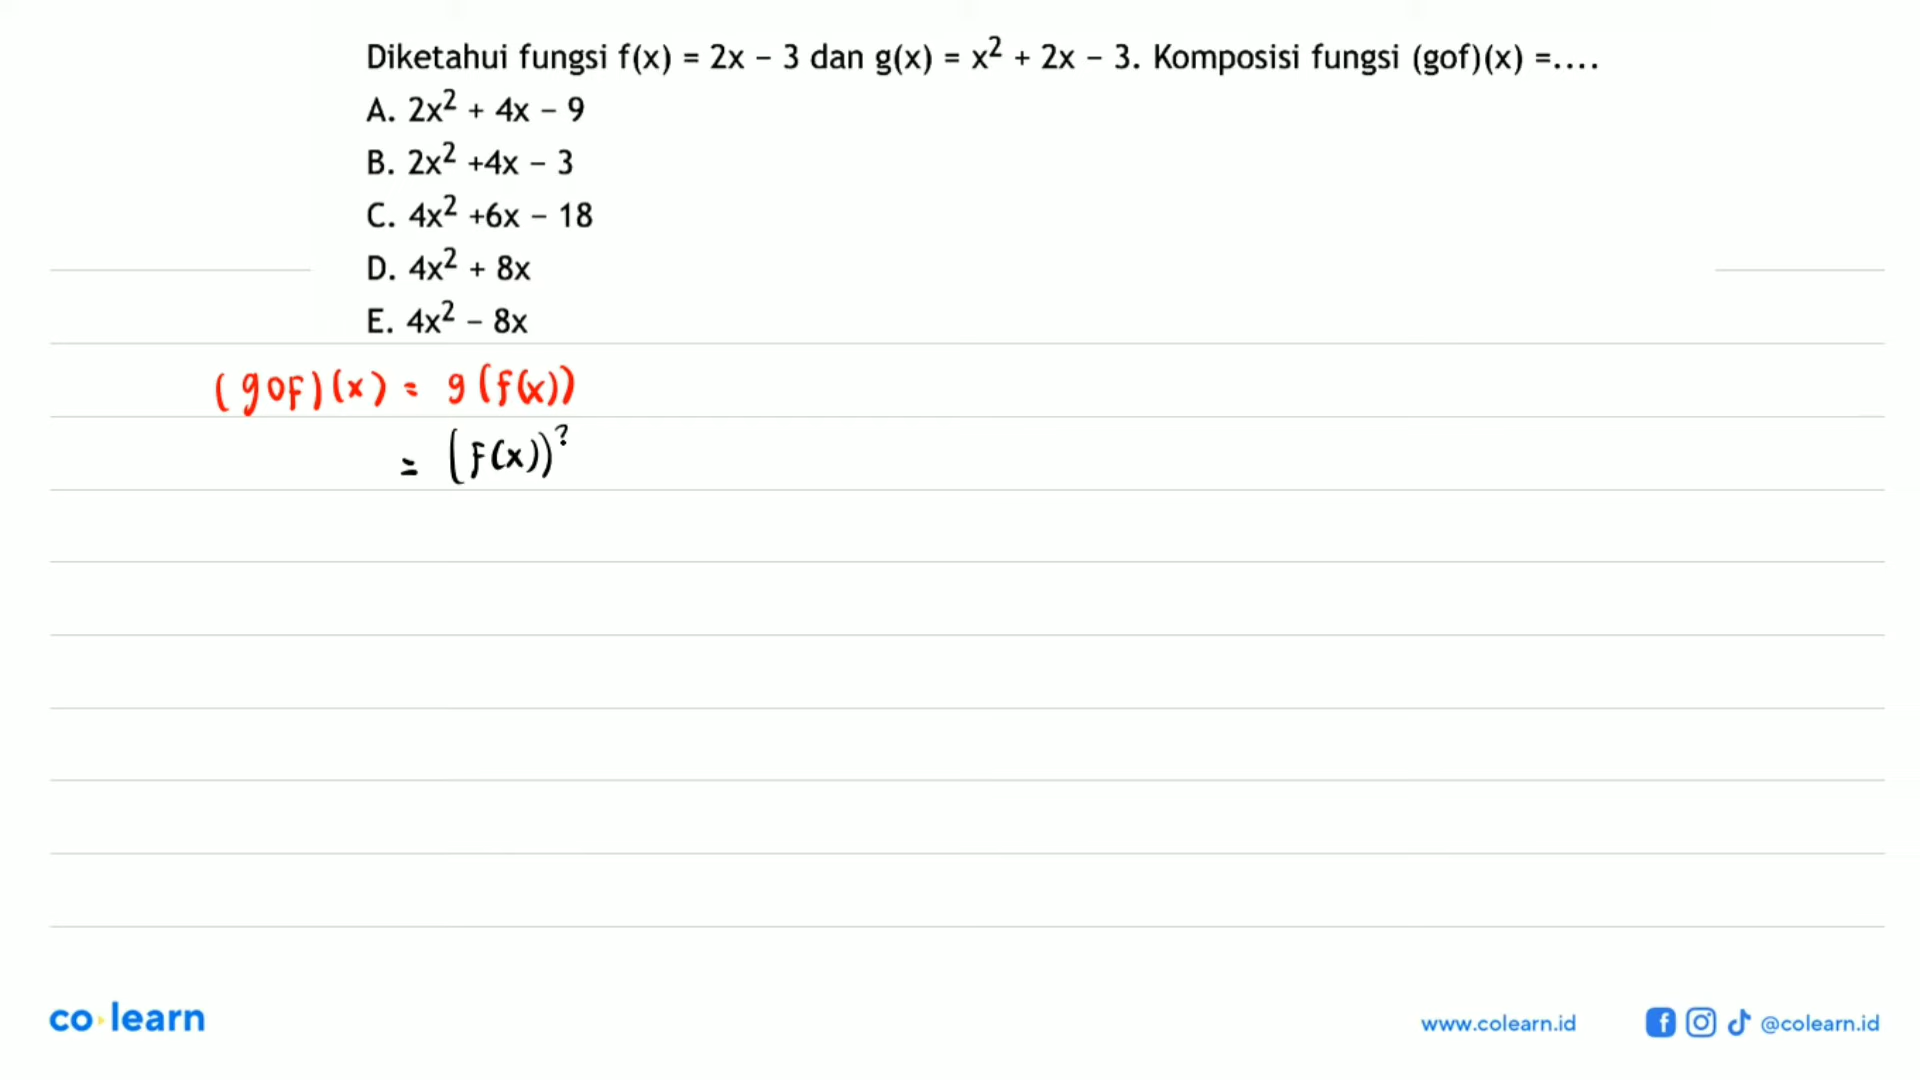 Diketahui fungsi f(x) = 2x − 3 dan g(x) = x² + 2x − 3. Komposisi fungsi (gof)(x) =....
A. 2x² + 4x − 9
B. 2x² +4x − 3
C. 4x² +6x − 18
D. 4x² + 8x
E. 4x² − 8x
(gof)(x) = g(f(x))
= (f(x))²
co learn
www.colearn.id
@colearn.id